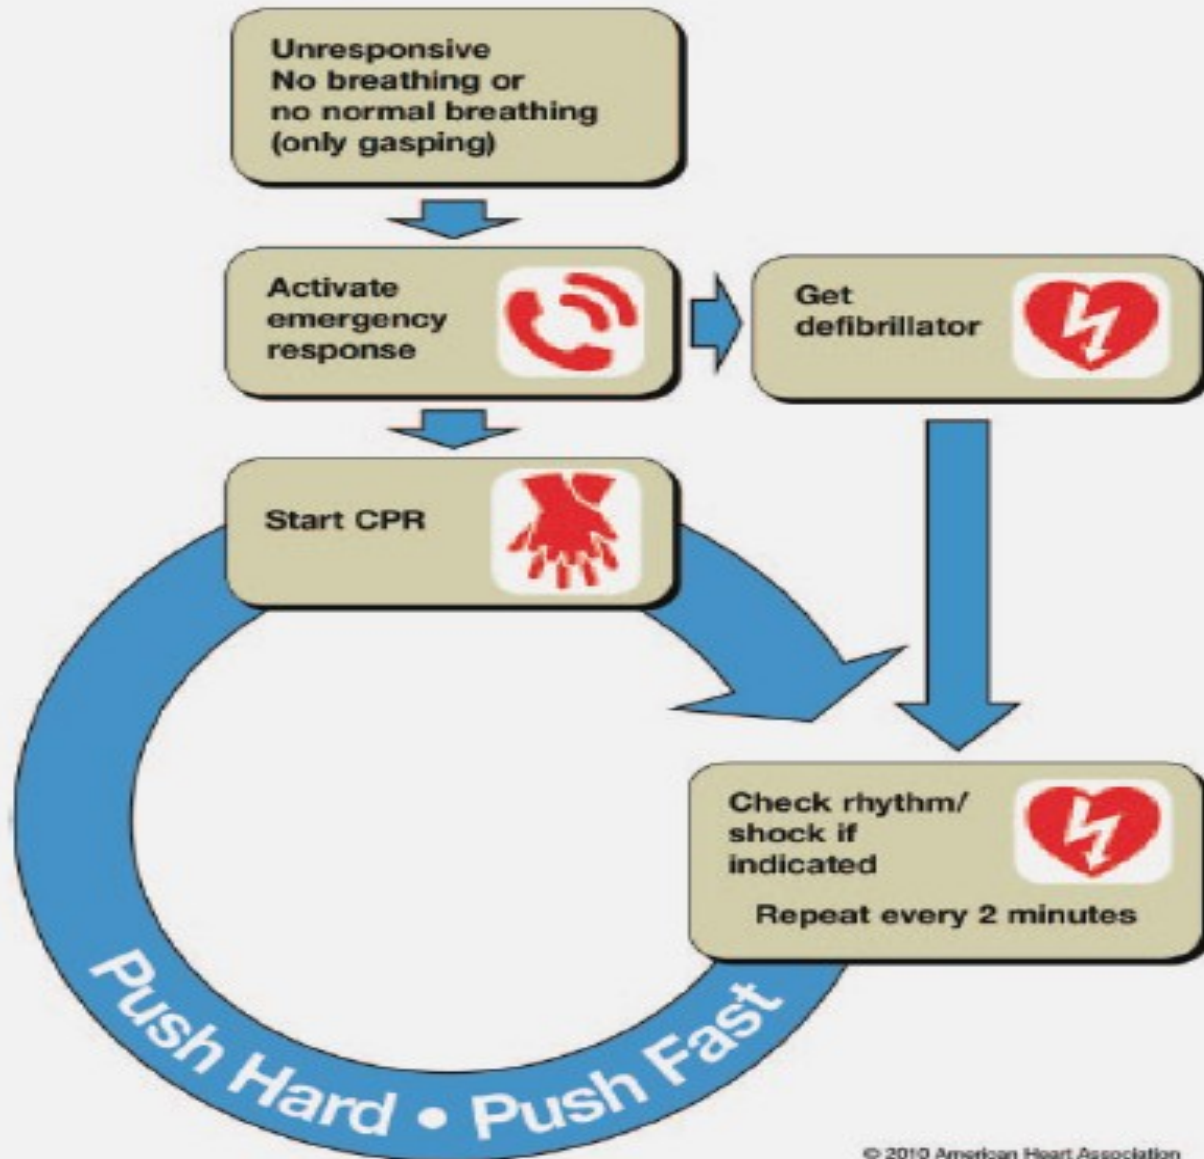 Unresponsive
No breathing or
no normal breathing
(only gasping)
Activate
emergency
response
Get
defibrillator
Start CPR
Check rhythm/
shock if
indicated
Repeat every 2 minutes
Push Hard • Push Fast
© 2010 American Heart Association